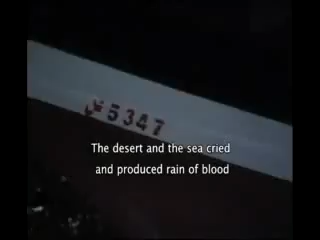 5347
The desert and the sea cried
and produced rain of blood